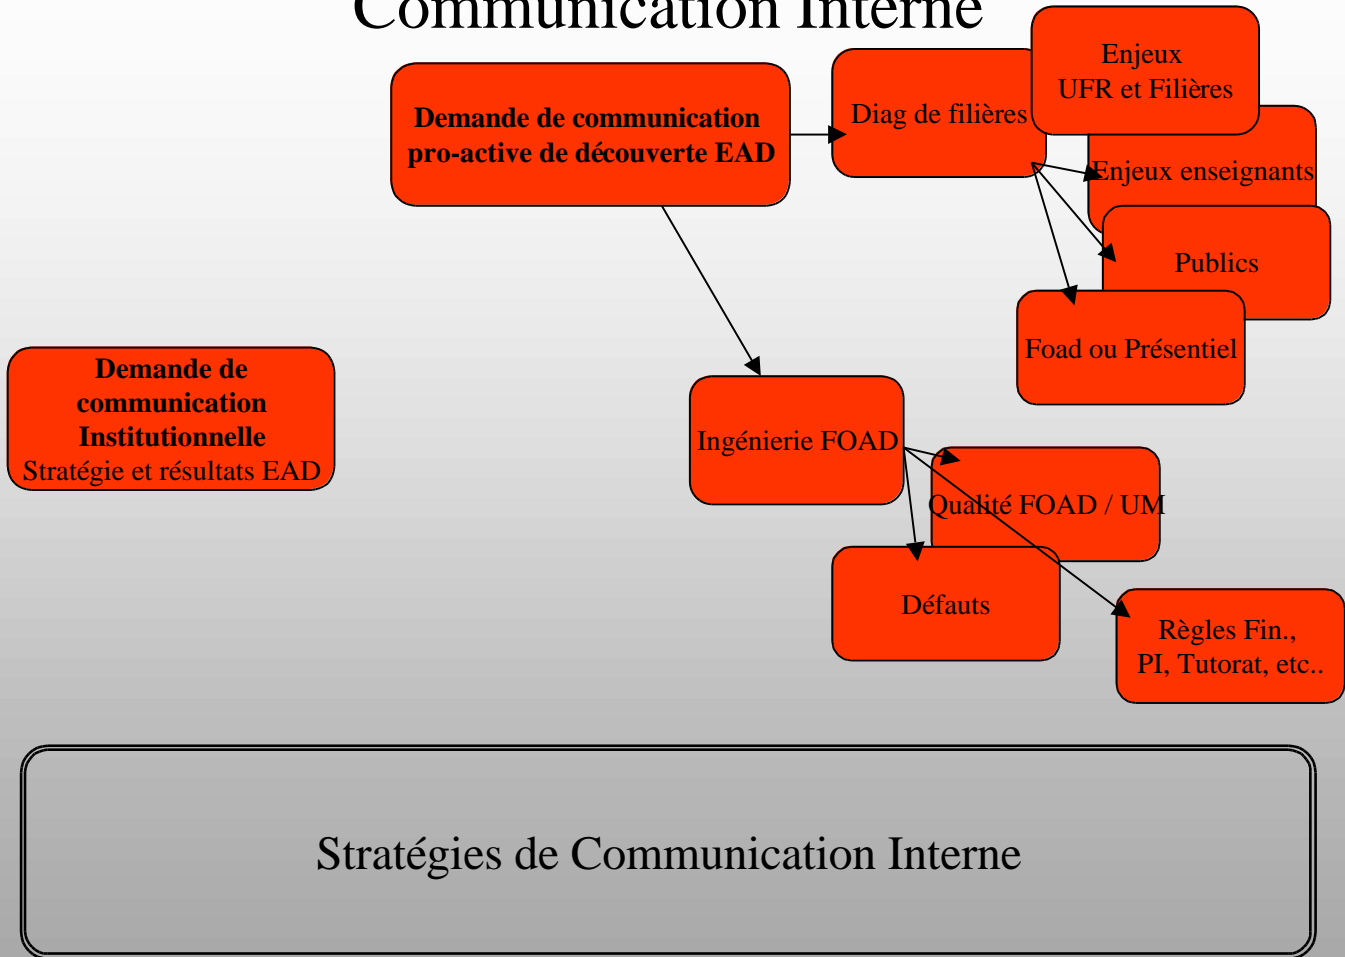 Communication Interne
Enjeux
UFR et Filières
Demande de communication
pro-active de découverte EAD
Diag de filières
Enjeux enseignants
Publics
Foad ou Présentiel
Demande de
communication
Institutionnelle
Stratégie et résultats EAD
Ingénierie FOAD
Qualité FOAD / UM
Défauts
Règles Fin.,
PI, Tutorat, etc..
Stratégies de Communication Interne